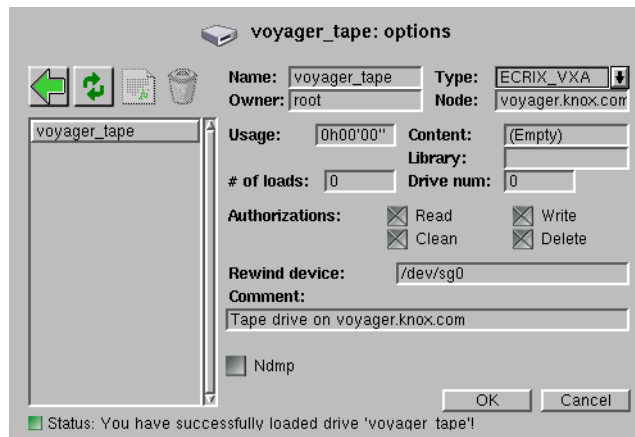 voyager_tape: options
Name: voyager_tape Type: ECRIX_VXA
Owner: root Node: voyager.knox.com
voyager_tape
Usage: 0h00'00" Content: (Empty)
Library:
# of loads: 0 Drive num: 0
Authorizations: Read Write
Clean Delete
Rewind device: /dev/sg0
Comment:
Tape drive on voyager.knox.com
Ndmp
OK Cancel
Status: You have successfully loaded drive 'voyager_tape'!